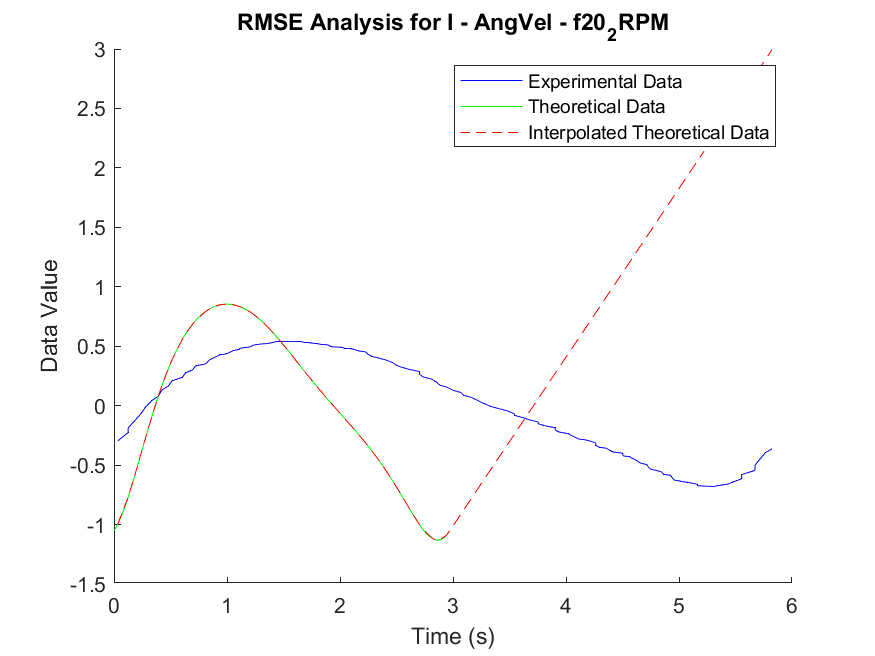 RMSE Analysis for I - AngVel - f20₂RPM
Experimental Data
Theoretical Data
Interpolated Theoretical Data
Data Value
3
2.5
2
1.5
1
0.5
0
-0.5
-1
-1.5
0 1 2 3 4 5 6
Time (s)